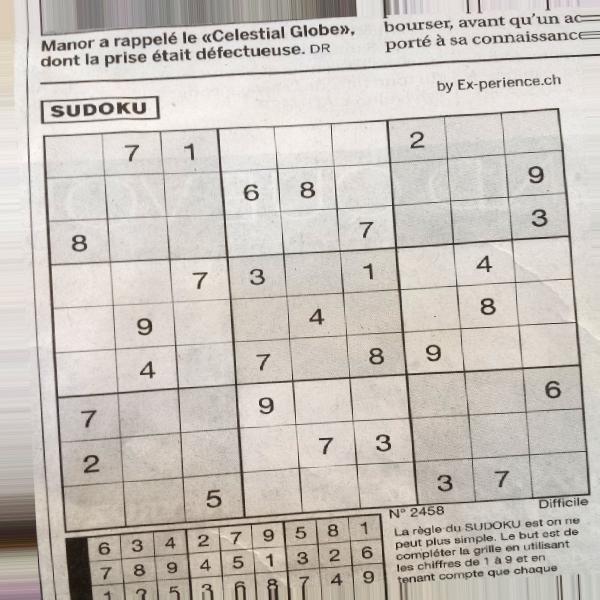 Manor a rappelé le «Celestial Globe»,
dont la prise était défectueuse. DR
bourser, avant qu'un ac
porté à sa connaissance
by Ex-perience.ch
SUDOKU
7 1 2
6 8 9
8 7 3
7 3 1 4
9 4 8
4 7 8 9
7 9 6
2 7 3
5 3 7
N° 2458 Difficile
La règle du SUDOKU est on ne
peut plus simple. Le but est de
compléter la grille en utilisant
les chiffres de 1 à 9 et en
tenant compte que chaque
6 3 4 2 7 9 5 8 1
7 8 9 4 5 1 3 2 6
1 2 5 3 6 8 7 4 9